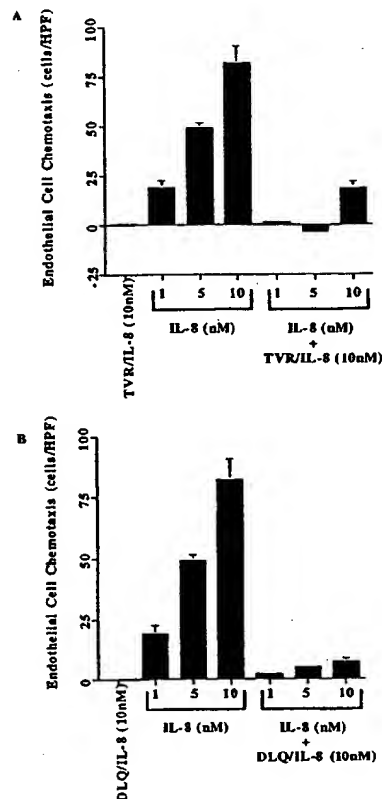 A
Endothelial Cell Chemotaxis (cells/HPF)
100
75
50
25
0
-25
TVR/IL-8 (10nM)
1 5 10 1 5 10
IL-8 (nM) IL-8 (nM)
+
TVR/IL-8 (10nM)
B
Endothelial Cell Chemotaxis (cells/HPF)
100
75
50
25
0
DLQ/IL-8 (10nM)
1 5 10 1 5 10
IL-8 (nM) IL-8 (nM)
+
DLQ/IL-8 (10nM)